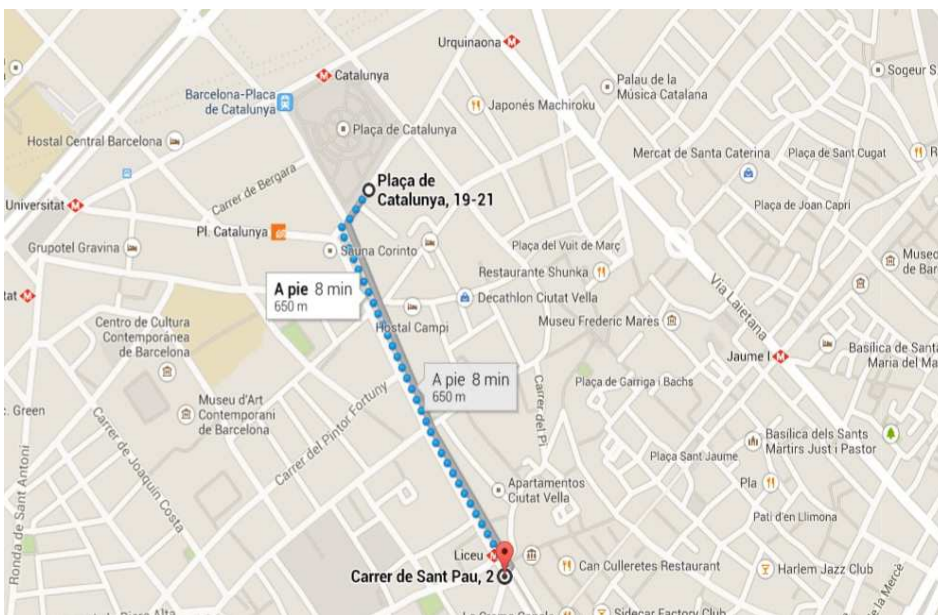 Urquinaona
Catalunya
Sogeur S
Palau de la
Música Catalana
Barcelona-Placa
de Catalunya
Japonés Machiroku
Plaça de Catalunya
Hostal Central Barcelona
Mercat de Santa Caterina
Plaça de Sant Cugat
R
Carrer de Bergara
Plaça de
Catalunya, 19-21
Universitat
Plaça de Joan Capri
Pl. Catalunya
Grupotel Gravina
Sauna Corinto
Plaça del Vuit de Març
Museo
de Bar
Restaurante Shunka
A pie 8 min
650 m
tat
Decathlon Ciutat Vella
Via Laietana
Centro de Cultura
Contemporánea
de Barcelona
Hostal Campi
Museu Frederic Marès
Basílica de Santa
Maria del Ma
Jaume I
A pie 8 min
650 m
Carrer del Pi
Plaça de Garriga i Bachs
c. Green
Museu d'Art
Contemporani
de Barcelona
Carrer del Pintor Fortuny
Carrer de Joaquín Costa
Ronda de Sant Antoni
Basílica dels Sants
Màrtirs Just i Pastor
Plaça Sant Jaume
Apartamentos
Ciutat Vella
Pla
Pati d'en Llimona
Liceu
Carrer de Sant Pau, 2
Can Culleretes Restaurant
Harlem Jazz Club
Sidecar Factory Club
e la Mercè